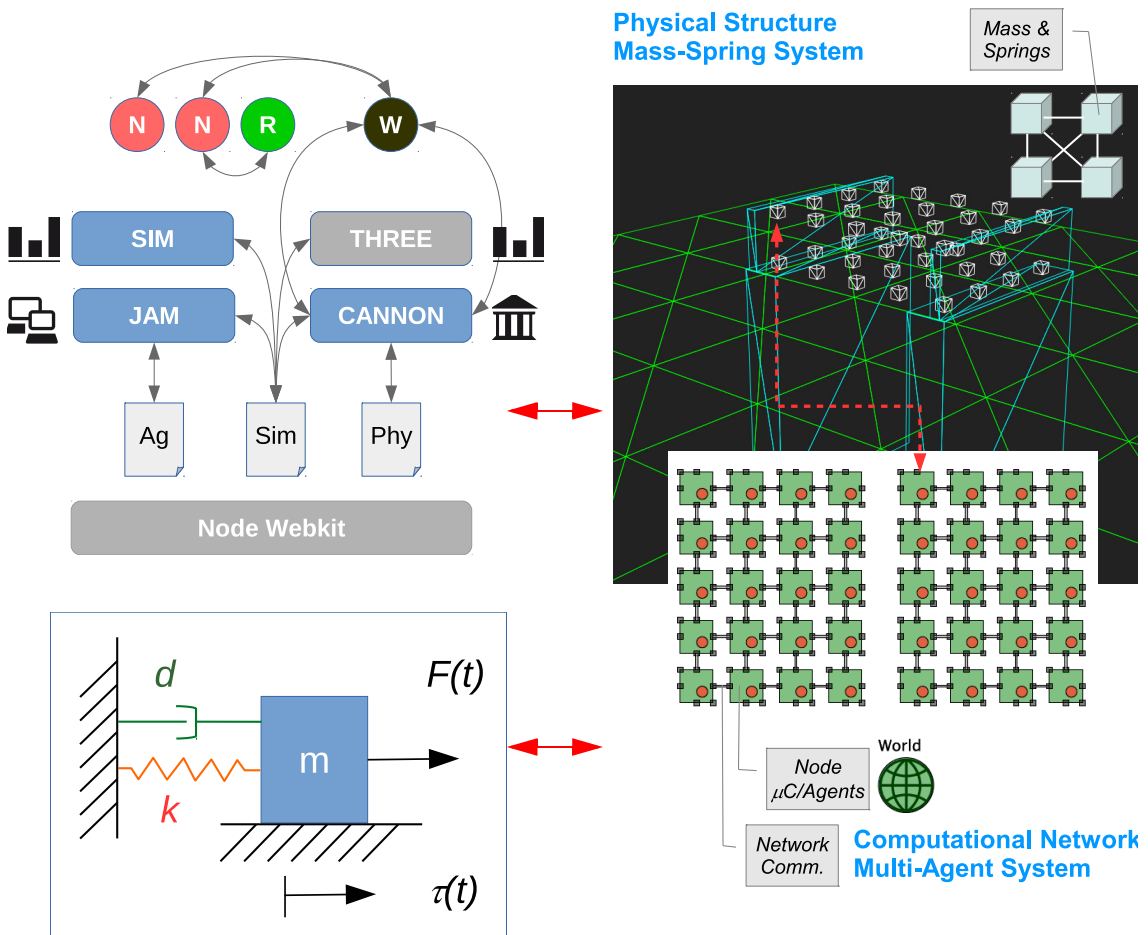 N
N
R
W
SIM
THREE
JAM
CANNON
Ag
Sim
Phy
Node Webkit
d
F(t)
m
k
τ(t)
Physical Structure
Mass-Spring System
Mass &
Springs
Node
μC/Agents
World
Network
Comm.
Computational Network
Multi-Agent System